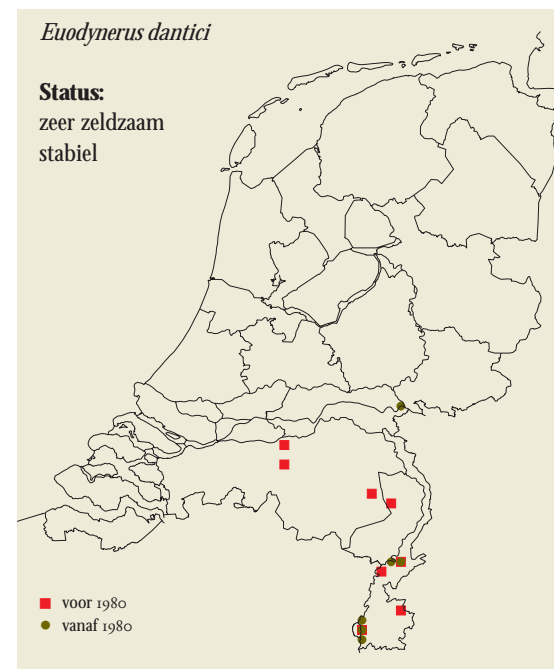 Euodynerus dantici
Status:
zeer zeldzaam
stabiel
voor 1980
vanaf 1980